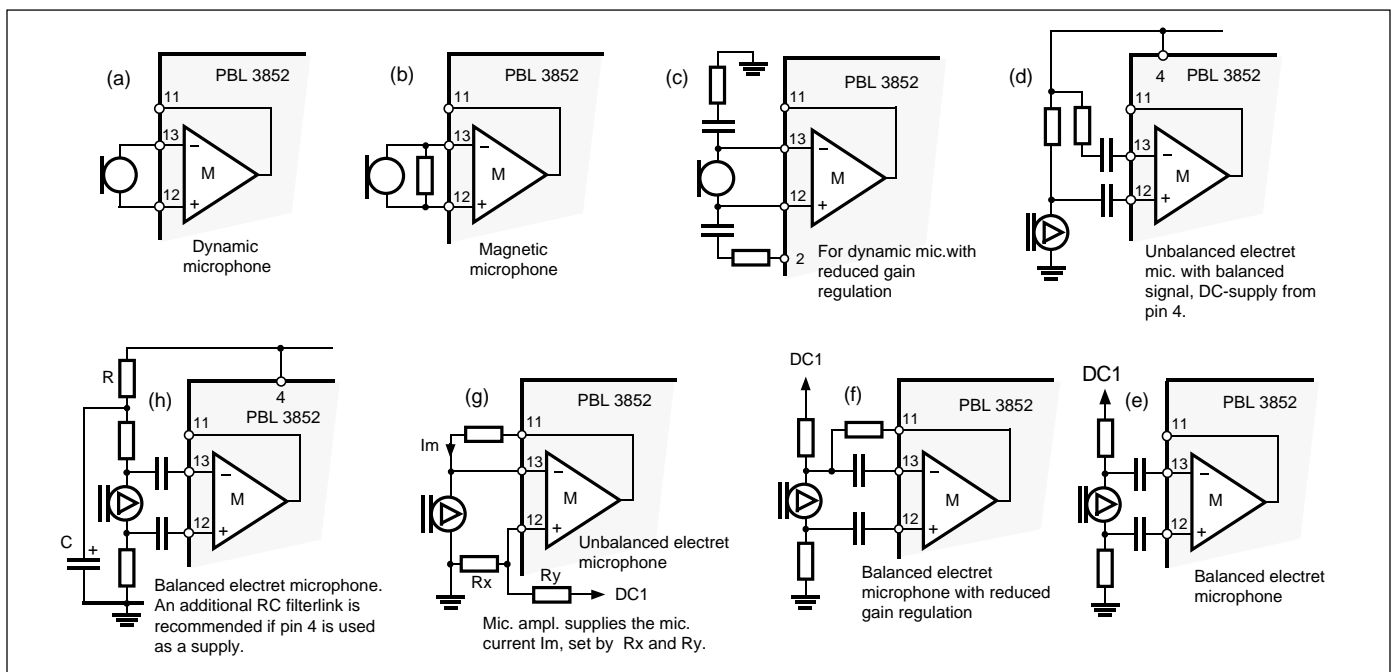 (a)
PBL 3852
11
13
−
M
12
+
Dynamic
microphone
(b)
PBL 3852
11
13
−
M
12
+
Magnetic
microphone
(c)
PBL 3852
11
13
−
M
12
+
2
For dynamic mic.with
reduced gain
regulation
(d)
4
PBL 3852
11
13
−
M
12
+
Unbalanced electret
mic. with balanced
signal, DC-supply from
pin 4.
R
(h)
4
PBL 3852
11
13
−
M
12
+
C
+
Balanced electret microphone.
An additional RC filterlink is
recommended if pin 4 is used
as a supply.
(g)
PBL 3852
11
Im
13
−
M
12
+
Unbalanced electret
microphone
Rx
Ry
DC1
Mic. ampl. supplies the mic.
current Im, set by Rx and Ry.
DC1
(f)
PBL 3852
11
13
−
M
12
+
Balanced electret
microphone with reduced
gain regulation
DC1
(e)
PBL 3852
11
13
−
M
12
+
Balanced electret
microphone